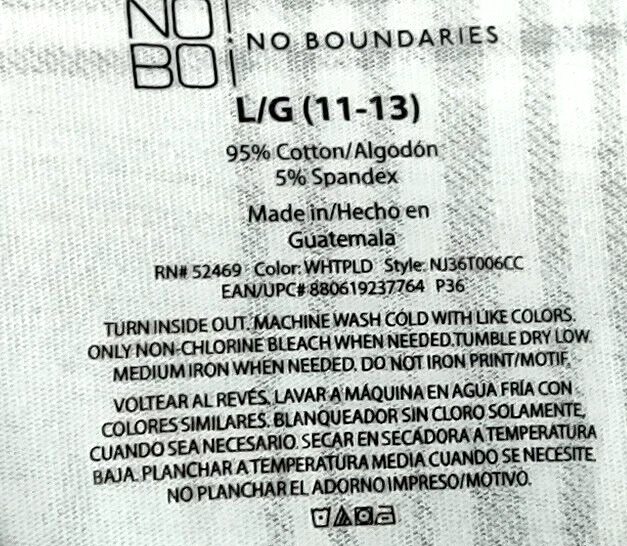 NO!
BO!
NO BOUNDARIES
L/G (11-13)
95% Cotton/Algodón
5% Spandex
Made in/Hecho en
Guatemala
RN# 52469 Color: WHTPLD Style: NJ36T006CC
EAN/UPC# 880619237764 P36
TURN INSIDE OUT. MACHINE WASH COLD WITH LIKE COLORS.
ONLY NON-CHLORINE BLEACH WHEN NEEDED.TUMBLE DRY LOW.
MEDIUM IRON WHEN NEEDED. DO NOT IRON PRINT/MOTIF.
VOLTEAR AL REVÉS. LAVAR A MÁQUINA EN AGUA FRÍA CON
COLORES SIMILARES. BLANQUEADOR SIN CLORO SOLAMENTE,
CUANDO SEA NECESARIO. SECAR EN SECADORA A TEMPERATURA
BAJA. PLANCHAR A TEMPERATURA MEDIA CUANDO SE NECESITE.
NO PLANCHAR EL ADORNO IMPRESO/MOTIVO.